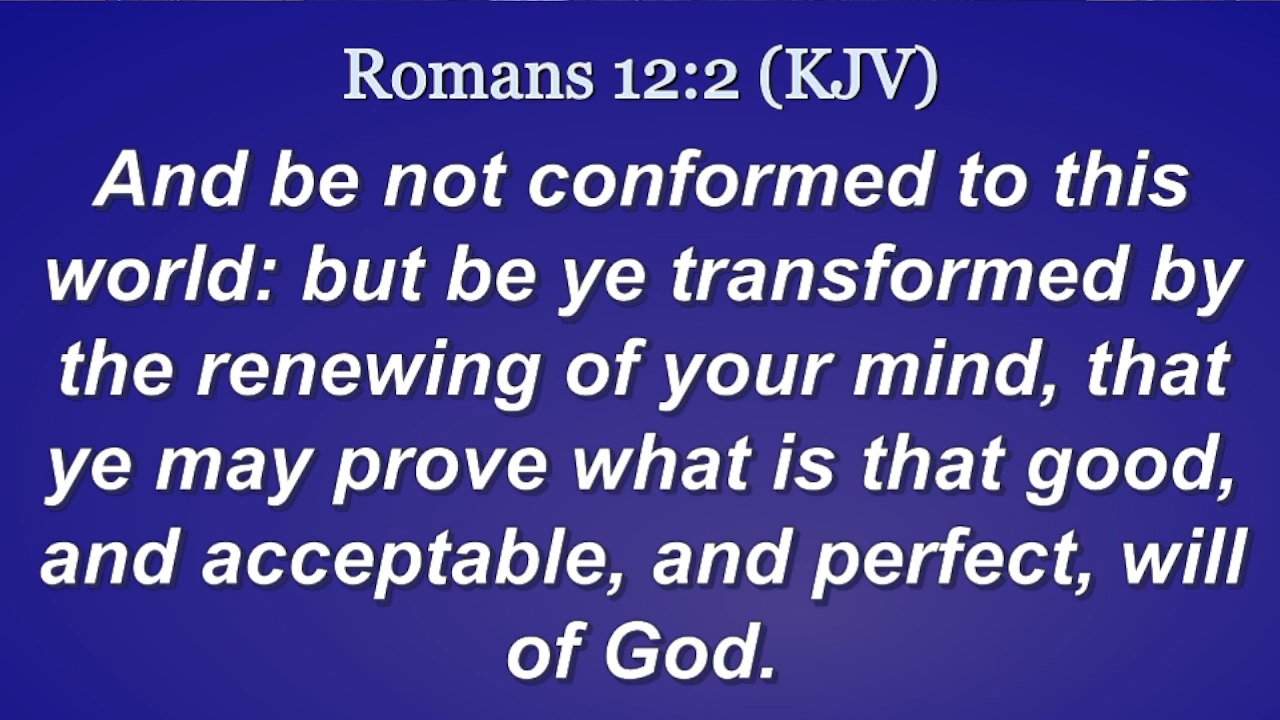 Romans 12:2 (KJV)
And be not conformed to this
world: but be ye transformed by
the renewing of your mind, that
ye may prove what is that good,
and acceptable, and perfect, will
of God.